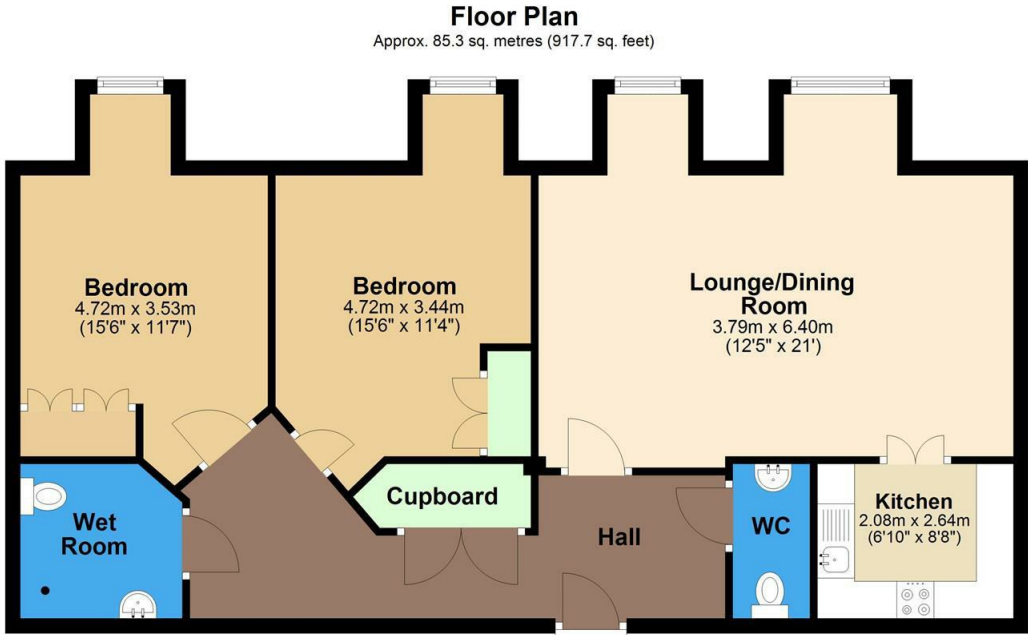 Floor Plan
Approx. 85.3 sq. metres (917.7 sq. feet)
Bedroom
4.72m x 3.53m
(15'6" x 11'7")
Bedroom
4.72m x 3.44m
(15'6" x 11'4")
Lounge/Dining
Room
3.79m x 6.40m
(12'5" x 21')
Wet
Room
Cupboard
Hall
WC
Kitchen
2.08m x 2.64m
(6'10" x 8'8")